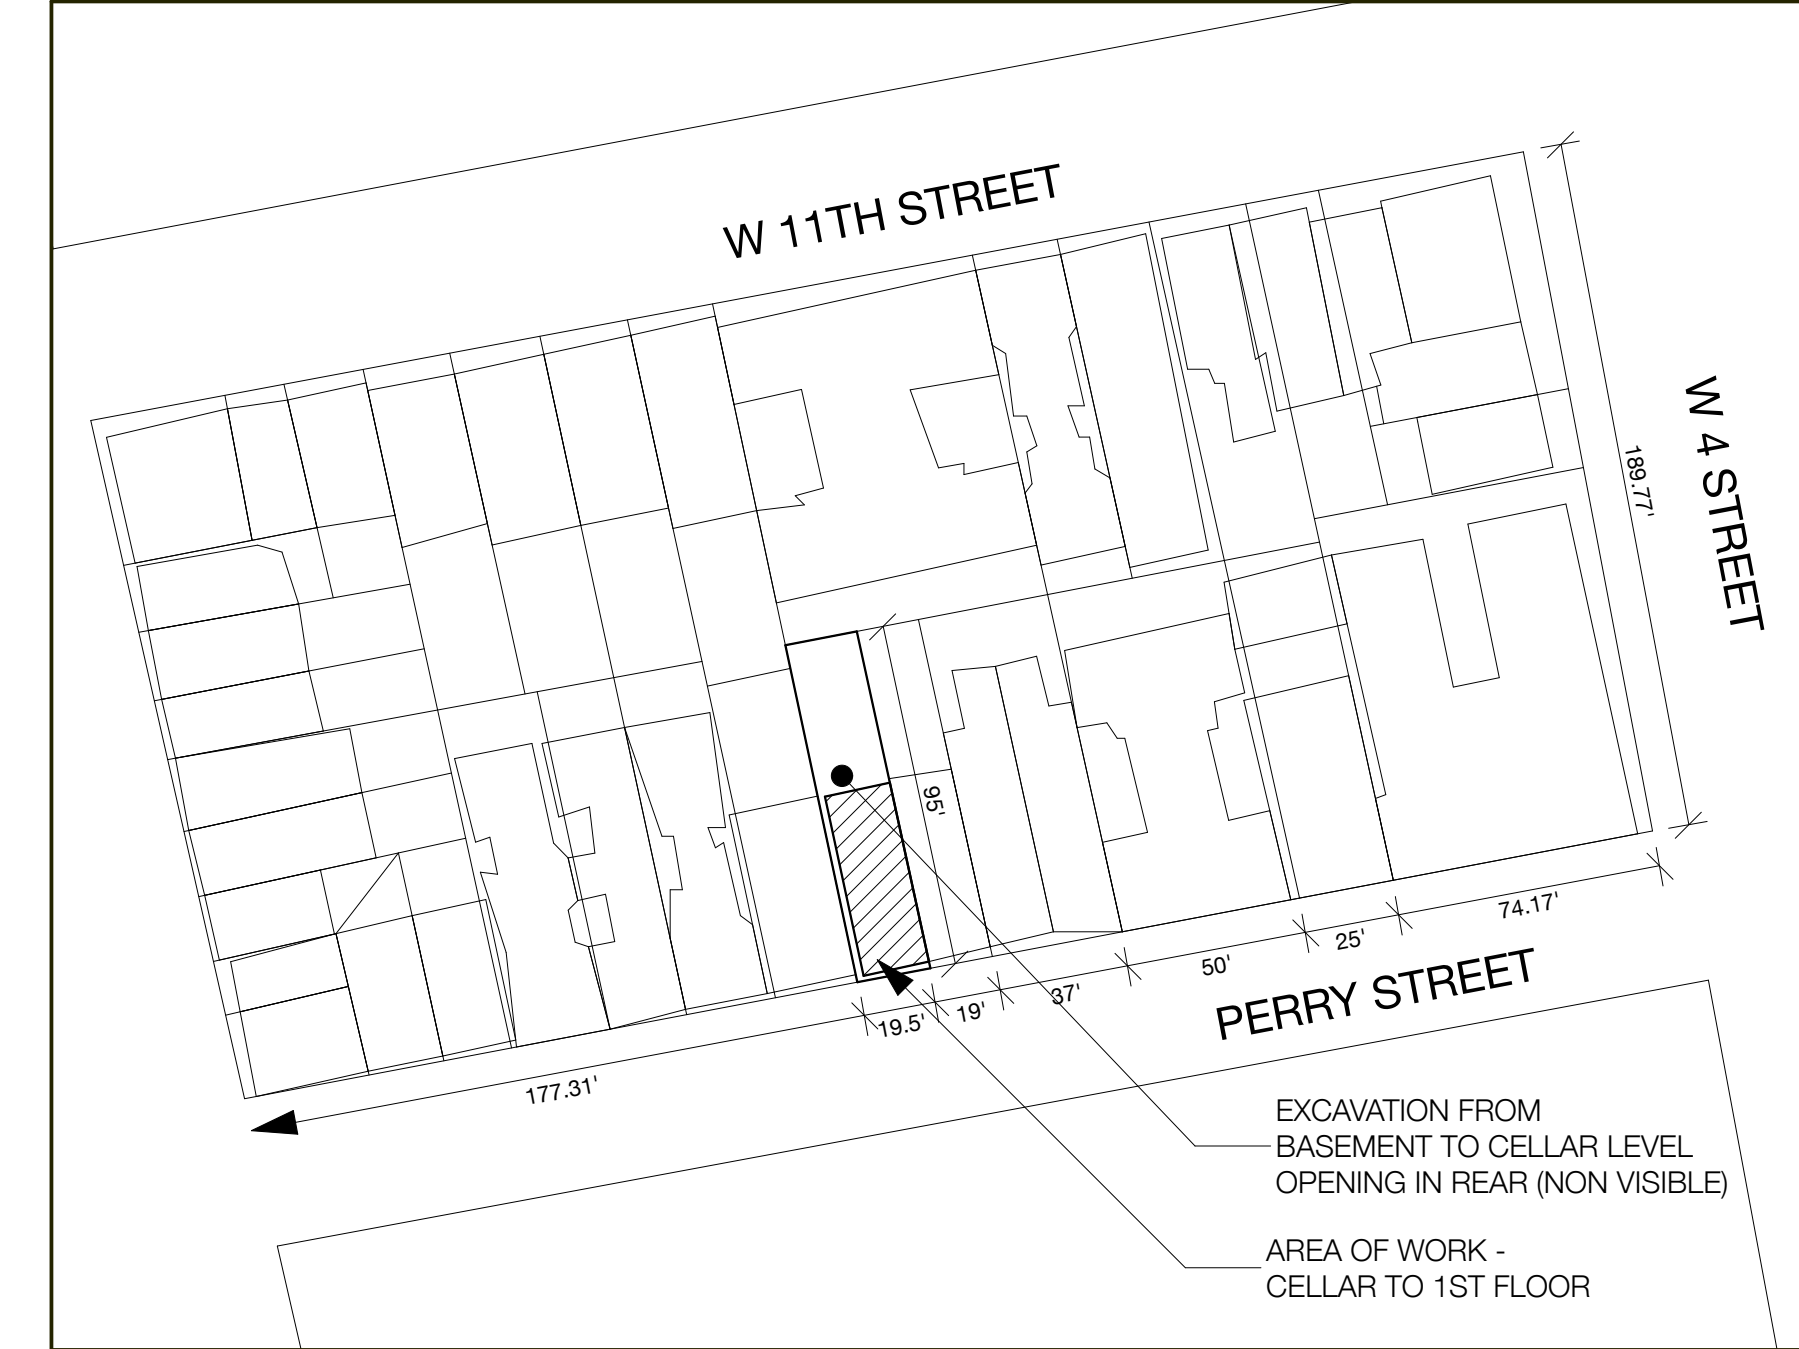 W 11TH STREET
W 4 STREET
189.77'
95'
74.17'
25'
50'
37'
19'
19.5'
177.31'
PERRY STREET
EXCAVATION FROM
BASEMENT TO CELLAR LEVEL
OPENING IN REAR (NON VISIBLE)
AREA OF WORK -
CELLAR TO 1ST FLOOR